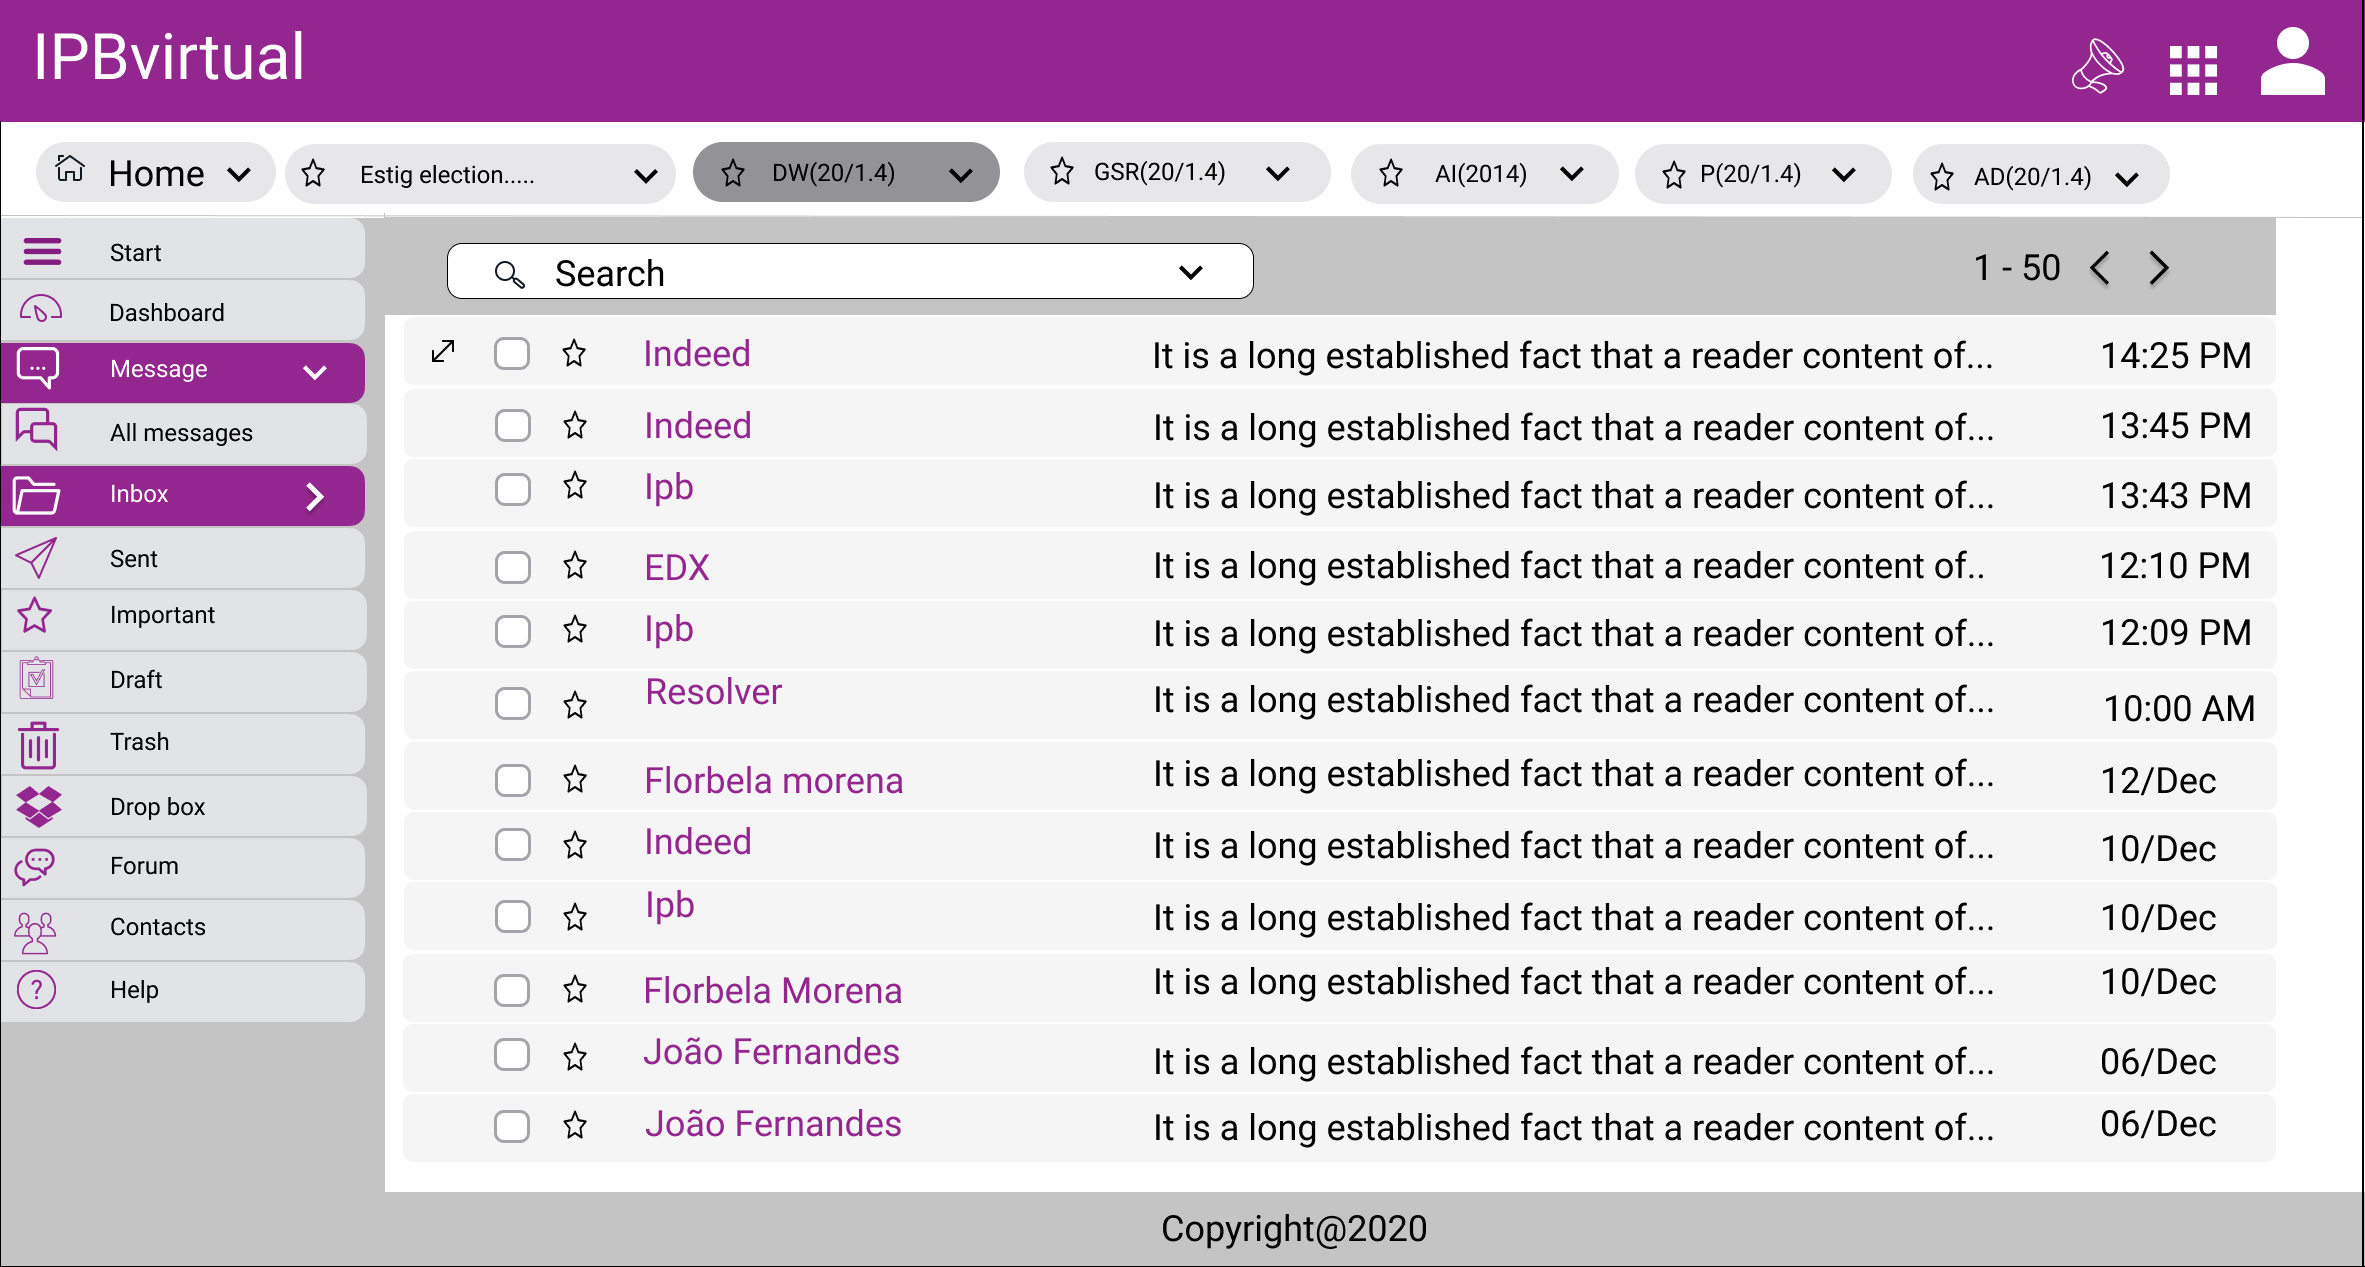 IPBvirtual
Home
Estig election.....
DW(20/1.4)
GSR(20/1.4)
AI(2014)
P(20/1.4)
AD(20/1.4)
Start
Dashboard
Message
All messages
Inbox
Sent
Important
Draft
Trash
Drop box
Forum
Contacts
? Help
Search
1 - 50
Indeed It is a long established fact that a reader content of... 14:25 PM
Indeed It is a long established fact that a reader content of... 13:45 PM
Ipb It is a long established fact that a reader content of... 13:43 PM
EDX It is a long established fact that a reader content of.. 12:10 PM
Ipb It is a long established fact that a reader content of... 12:09 PM
Resolver It is a long established fact that a reader content of... 10:00 AM
Florbela morena It is a long established fact that a reader content of... 12/Dec
Indeed It is a long established fact that a reader content of... 10/Dec
Ipb It is a long established fact that a reader content of... 10/Dec
Florbela Morena It is a long established fact that a reader content of... 10/Dec
João Fernandes It is a long established fact that a reader content of... 06/Dec
João Fernandes It is a long established fact that a reader content of... 06/Dec
Copyright@2020